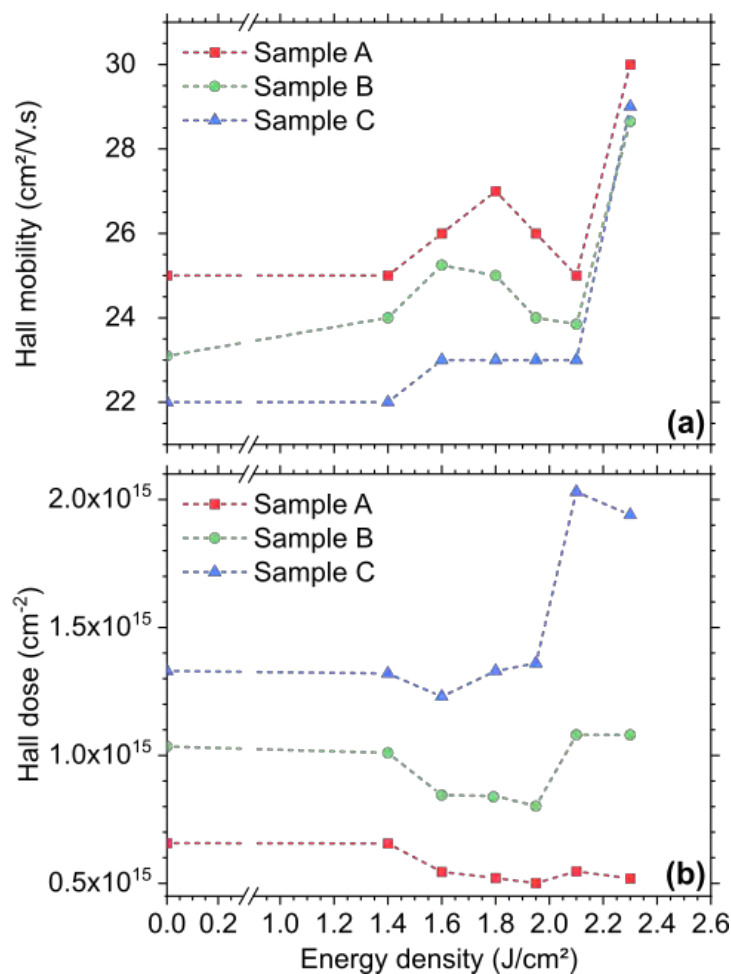 Hall mobility (cm²/V.s)
30
28
26
24
22
Sample A
Sample B
Sample C
(a)
Hall dose (cm⁻²)
2.0x10¹⁵
1.5x10¹⁵
1.0x10¹⁵
0.5x10¹⁵
Sample A
Sample B
Sample C
(b)
0.0 0.2 1.0 1.2 1.4 1.6 1.8 2.0 2.2 2.4 2.6
Energy density (J/cm²)